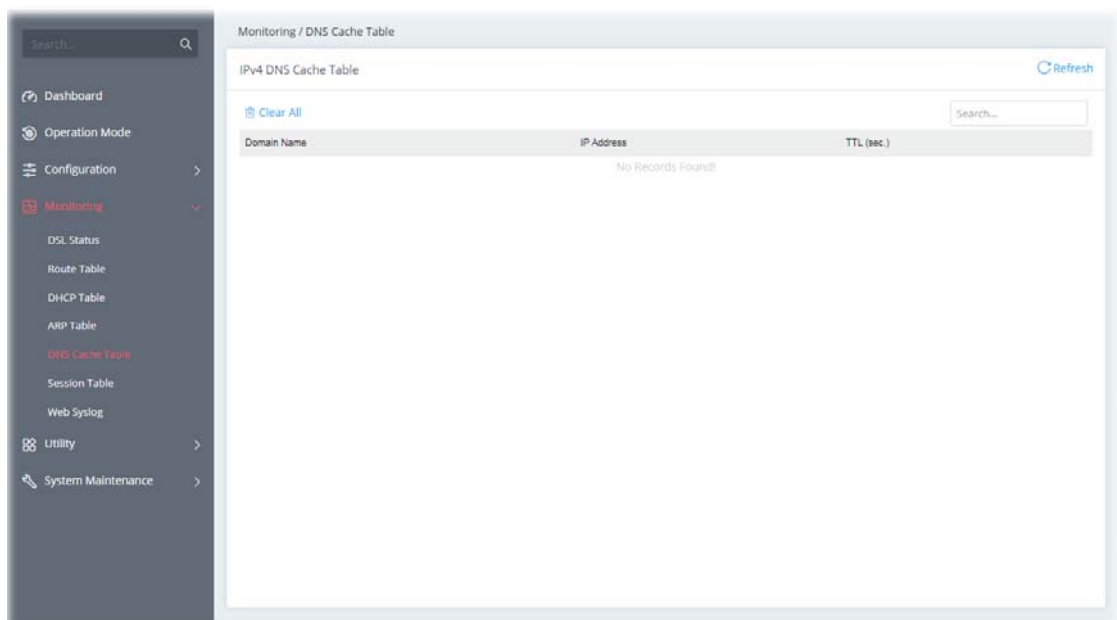 Search...
Dashboard
Operation Mode
Configuration
Monitoring
DSL Status
Route Table
DHCP Table
ARP Table
DNS Cache Table
Session Table
Web Syslog
Utility
System Maintenance
Monitoring / DNS Cache Table
IPv4 DNS Cache Table
Refresh
Clear All
Search...
Domain Name IP Address TTL (sec.)
No Records Found!